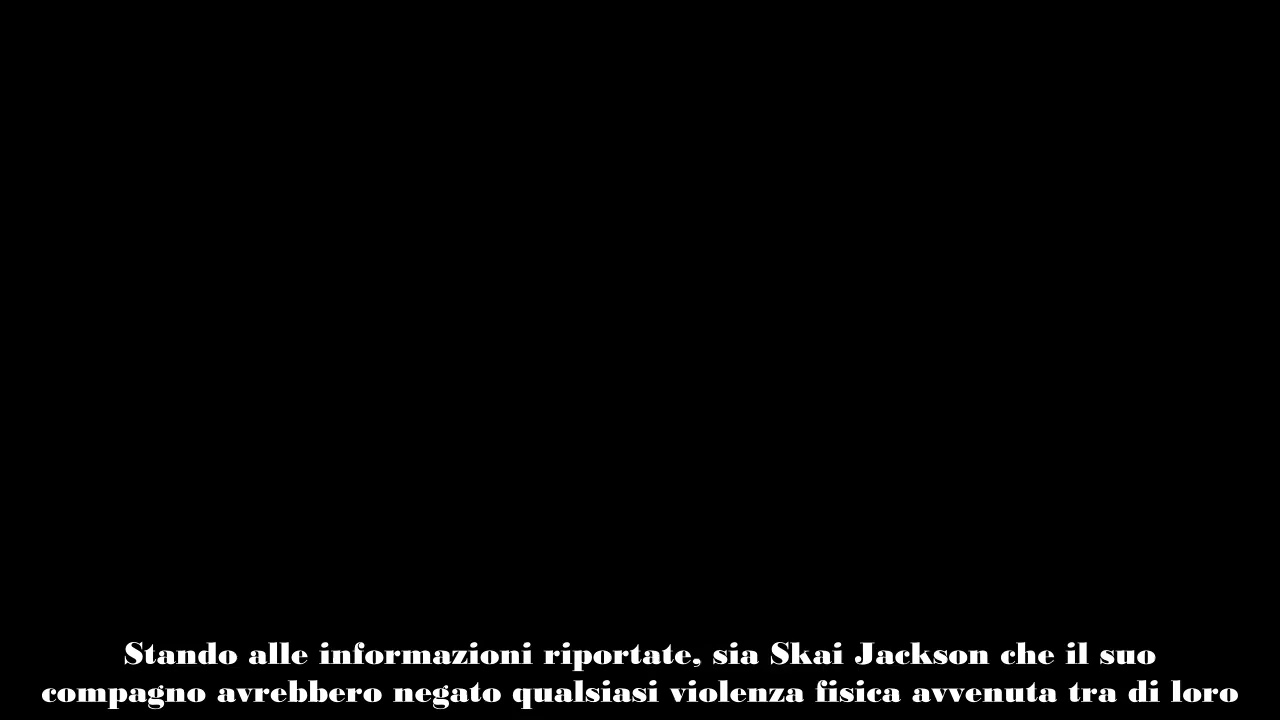 Stando alle informazioni riportate, sia Skai Jackson che il suo
compagno avrebbero negato qualsiasi violenza fisica avvenuta tra di loro